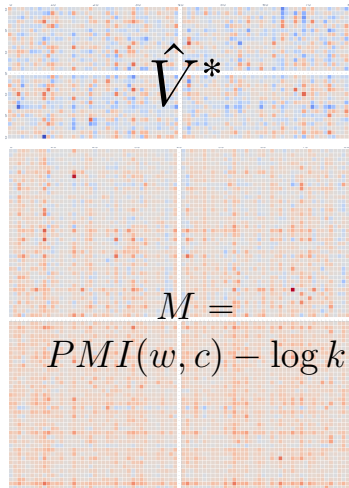 V̂*
M =
PMI(w, c) − log k